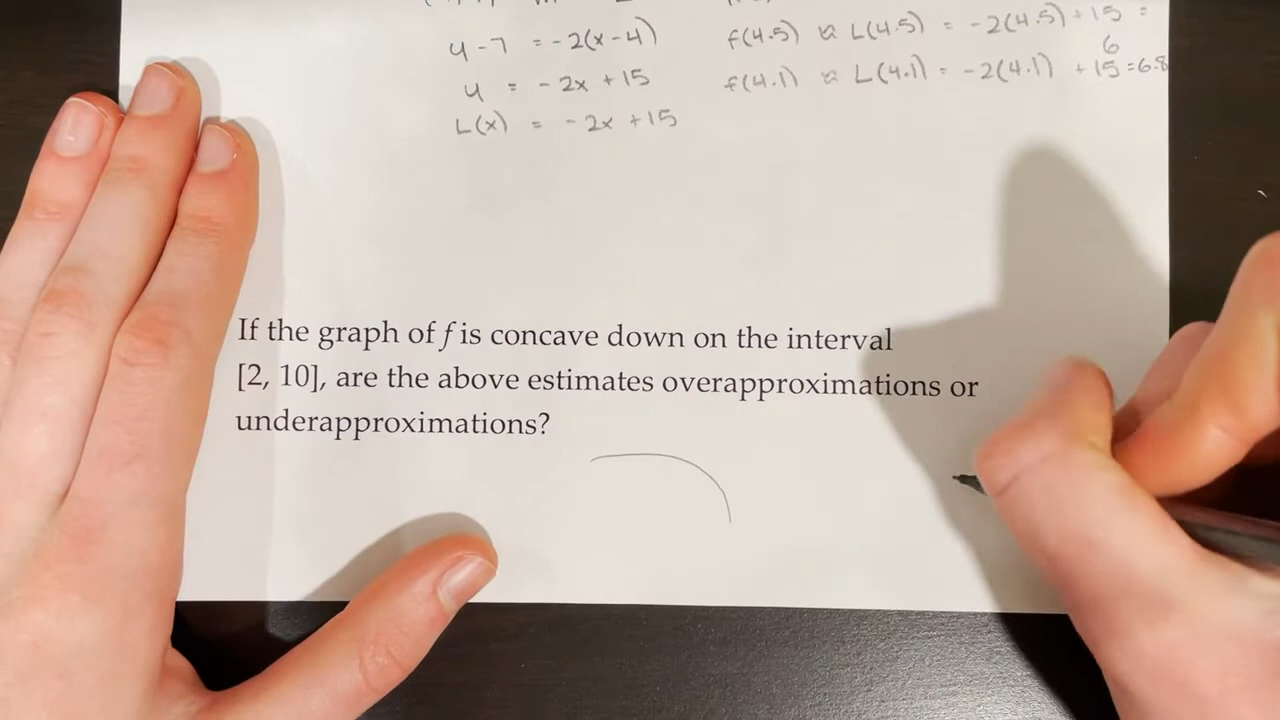 y - 7 = -2(x-4)
f(4.5) ≈ L(4.5) = -2(4.5) + 15 =
6
y = -2x + 15
f(4.1) ≈ L(4.1) = -2(4.1) + 15 = 6.8
L(x) = -2x + 15
If the graph of f is concave down on the interval
[2, 10], are the above estimates overapproximations or
underapproximations?